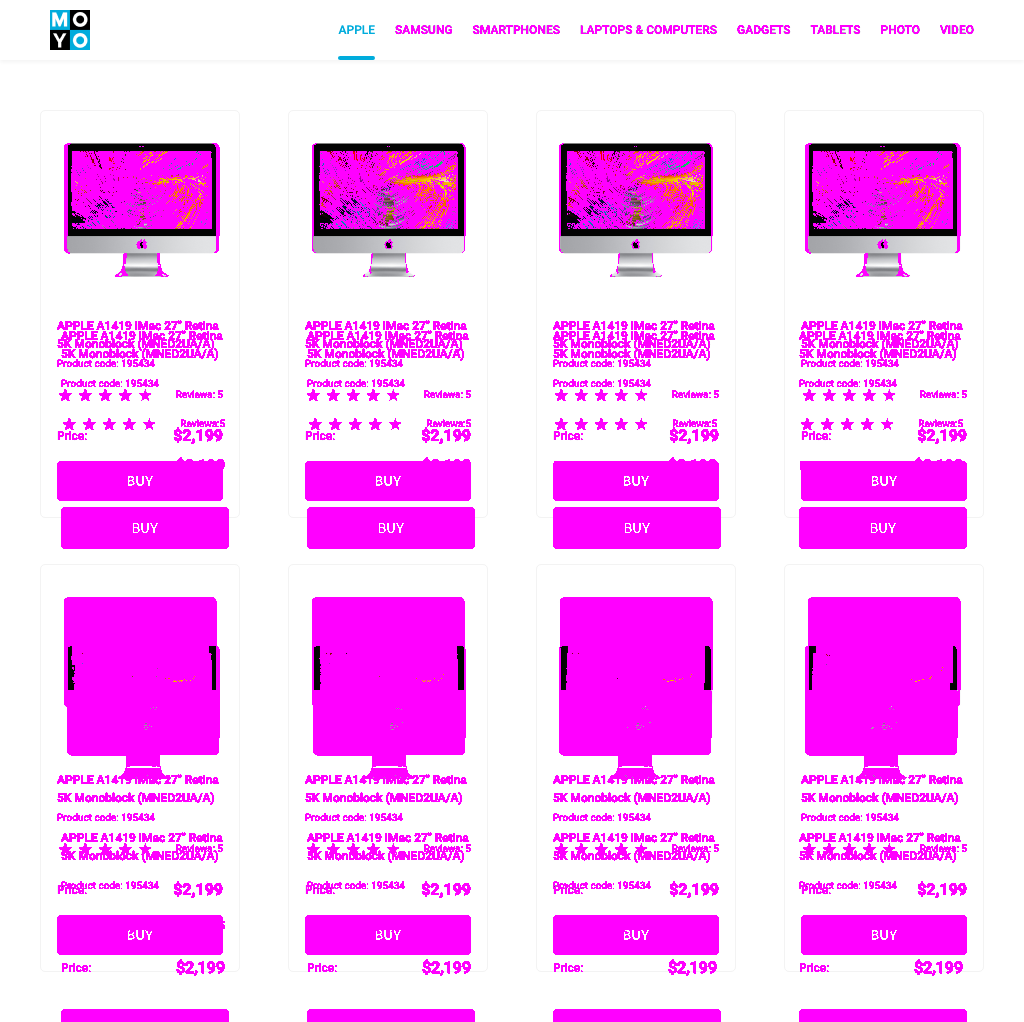 MO
YO
APPLE SAMSUNG SMARTPHONES LAPTOPS & COMPUTERS GADGETS TABLETS PHOTO VIDEO
APPLE A1419 iMac 27" Retina APPLE A1419 iMac 27" Retina APPLE A1419 iMac 27" Retina APPLE A1419 iMac 27" Retina
APPLE A1419 iMac 27" Retina APPLE A1419 iMac 27" Retina APPLE A1419 iMac 27" Retina APPLE A1419 iMac 27" Retina
5K Monoblock (MNED2UA/A) 5K Monoblock (MNED2UA/A) 5K Monoblock (MNED2UA/A) 5K Monoblock (MNED2UA/A)
5K Monoblock (MNED2UA/A) 5K Monoblock (MNED2UA/A) 5K Monoblock (MNED2UA/A) 5K Monoblock (MNED2UA/A)
Product code: 195434 Product code: 195434 Product code: 195434 Product code: 195434
Product code: 195434 Product code: 195434 Product code: 195434 Product code: 195434
Reviews: 5 Reviews: 5 Reviews: 5 Reviews: 5
Reviews:5 Reviews:5 Reviews:5 Reviews:5
Price: $2,199 Price: $2,199 Price: $2,199 Price: $2,199
BUY BUY BUY BUY
BUY BUY BUY BUY
APPLE A1419 iMac 27" Retina APPLE A1419 iMac 27" Retina APPLE A1419 iMac 27" Retina APPLE A1419 iMac 27" Retina
5K Monoblock (MNED2UA/A) 5K Monoblock (MNED2UA/A) 5K Monoblock (MNED2UA/A) 5K Monoblock (MNED2UA/A)
Product code: 195434 Product code: 195434 Product code: 195434 Product code: 195434
APPLE A1419 iMac 27" Retina APPLE A1419 iMac 27" Retina APPLE A1419 iMac 27" Retina APPLE A1419 iMac 27" Retina
Reviews: 5 Reviews: 5 Reviews: 5 Reviews: 5
5K Monoblock (MNED2UA/A) 5K Monoblock (MNED2UA/A) 5K Monoblock (MNED2UA/A) 5K Monoblock (MNED2UA/A)
Product code: 195434 Product code: 195434 Product code: 195434 Product code: 195434
Price: $2,199 Price: $2,199 Price: $2,199 Price: $2,199
BUY BUY BUY BUY
Price: $2,199 Price: $2,199 Price: $2,199 Price: $2,199